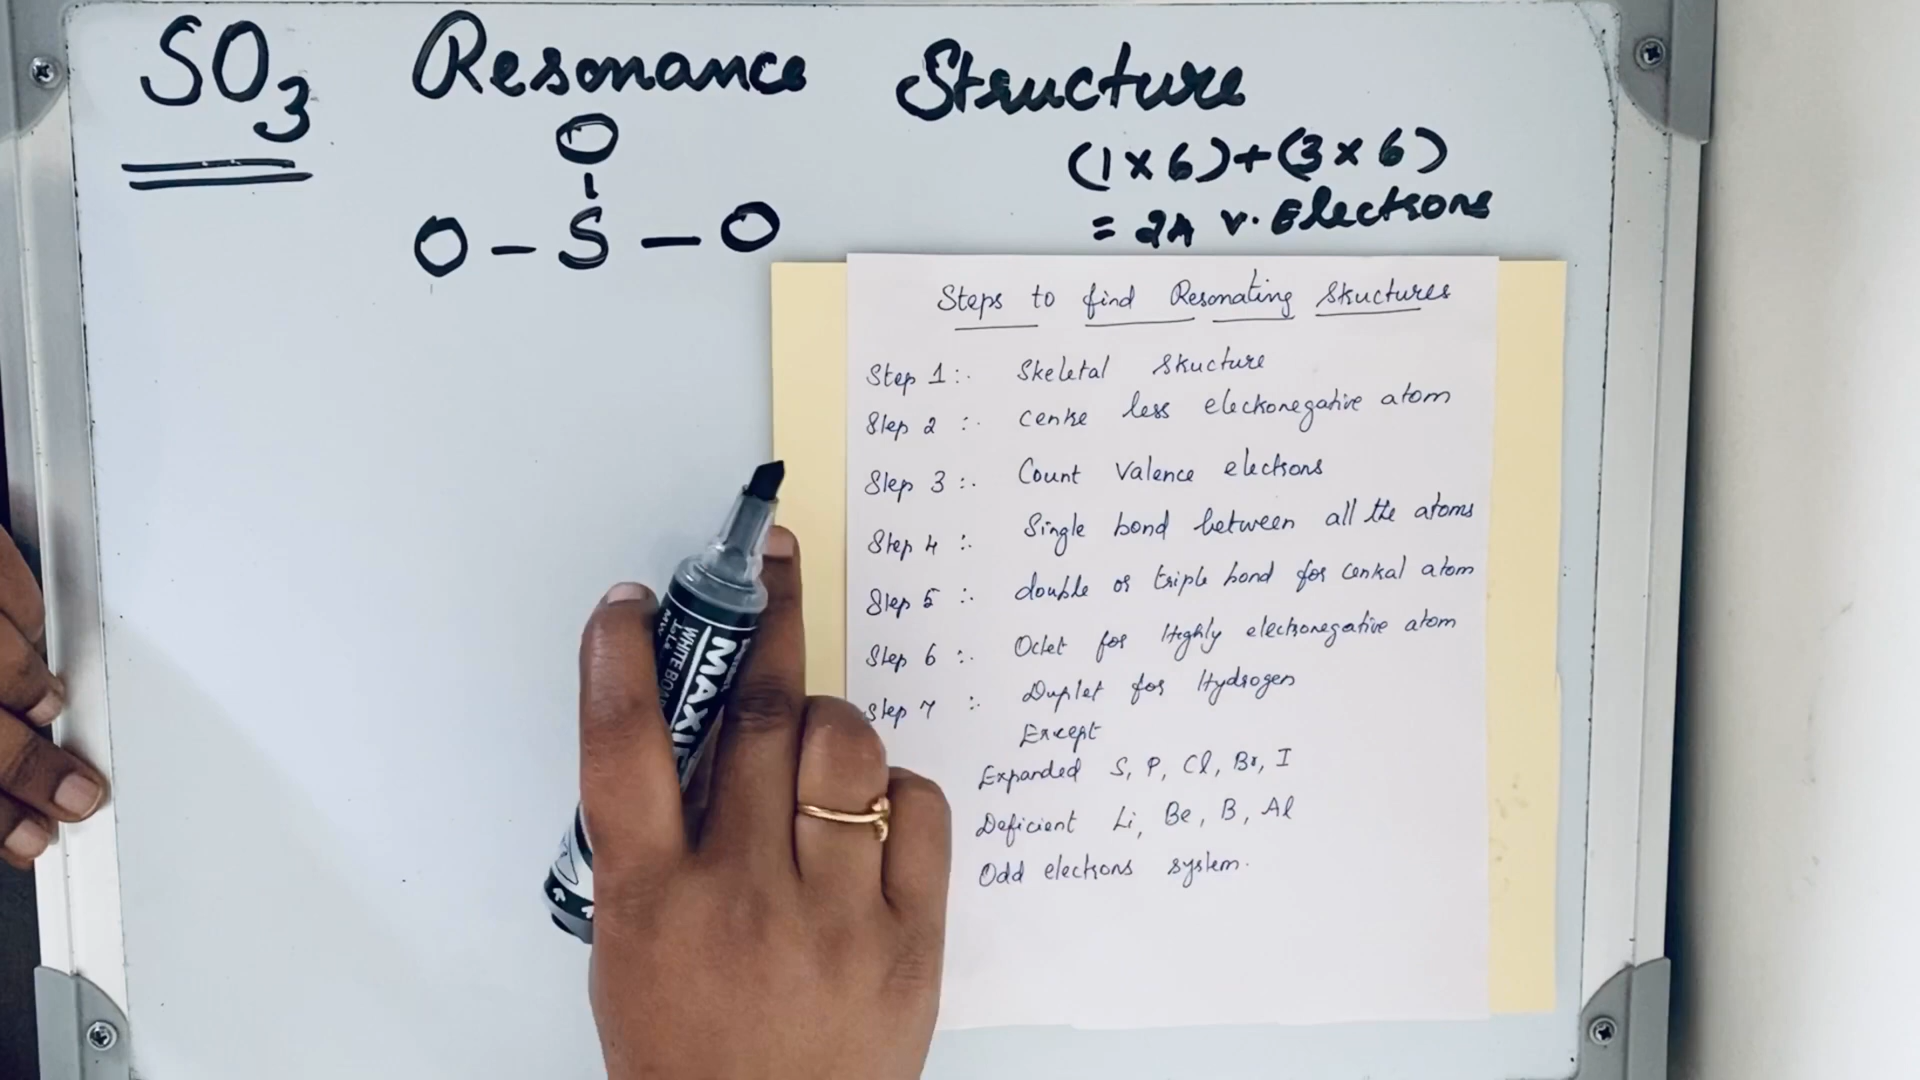 SO3 Resonance Structure
O
O - S - O
(1 x 6) + (3 x 6)
= 24 v. Electrons
Steps to find Resonating Structures
Step 1 :. Skeletal Structure
Step 2 :. Centre less electronegative atom
Step 3 :. Count Valence electrons
Step 4 :. Single bond between all the atoms
Step 5 :. double or triple bond for central atom
Step 6 :. Octet for Highly electronegative atom
Step 7 :. Duplet for Hydrogen
Except
Expanded S, P, Cl, Br, I
Deficient Li, Be, B, Al
Odd electrons system.
WHITE